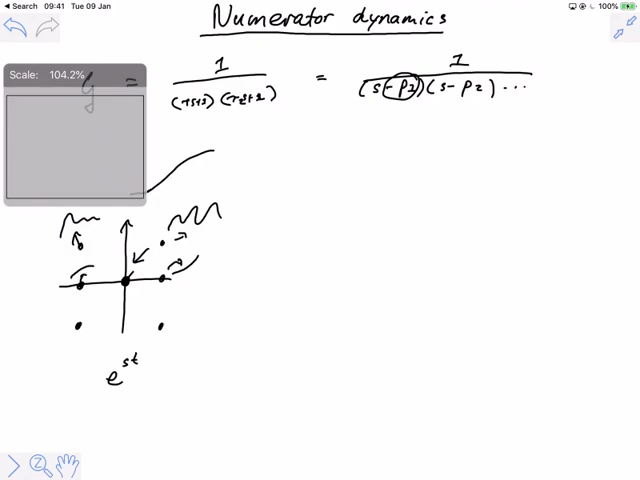 Search 09:41 Tue 09 Jan 100%
Numerator dynamics
Scale: 104.2%
y = 1 / (τs+1) (τs+1) = 1 / (s-p1)(s-p2)...
e^st